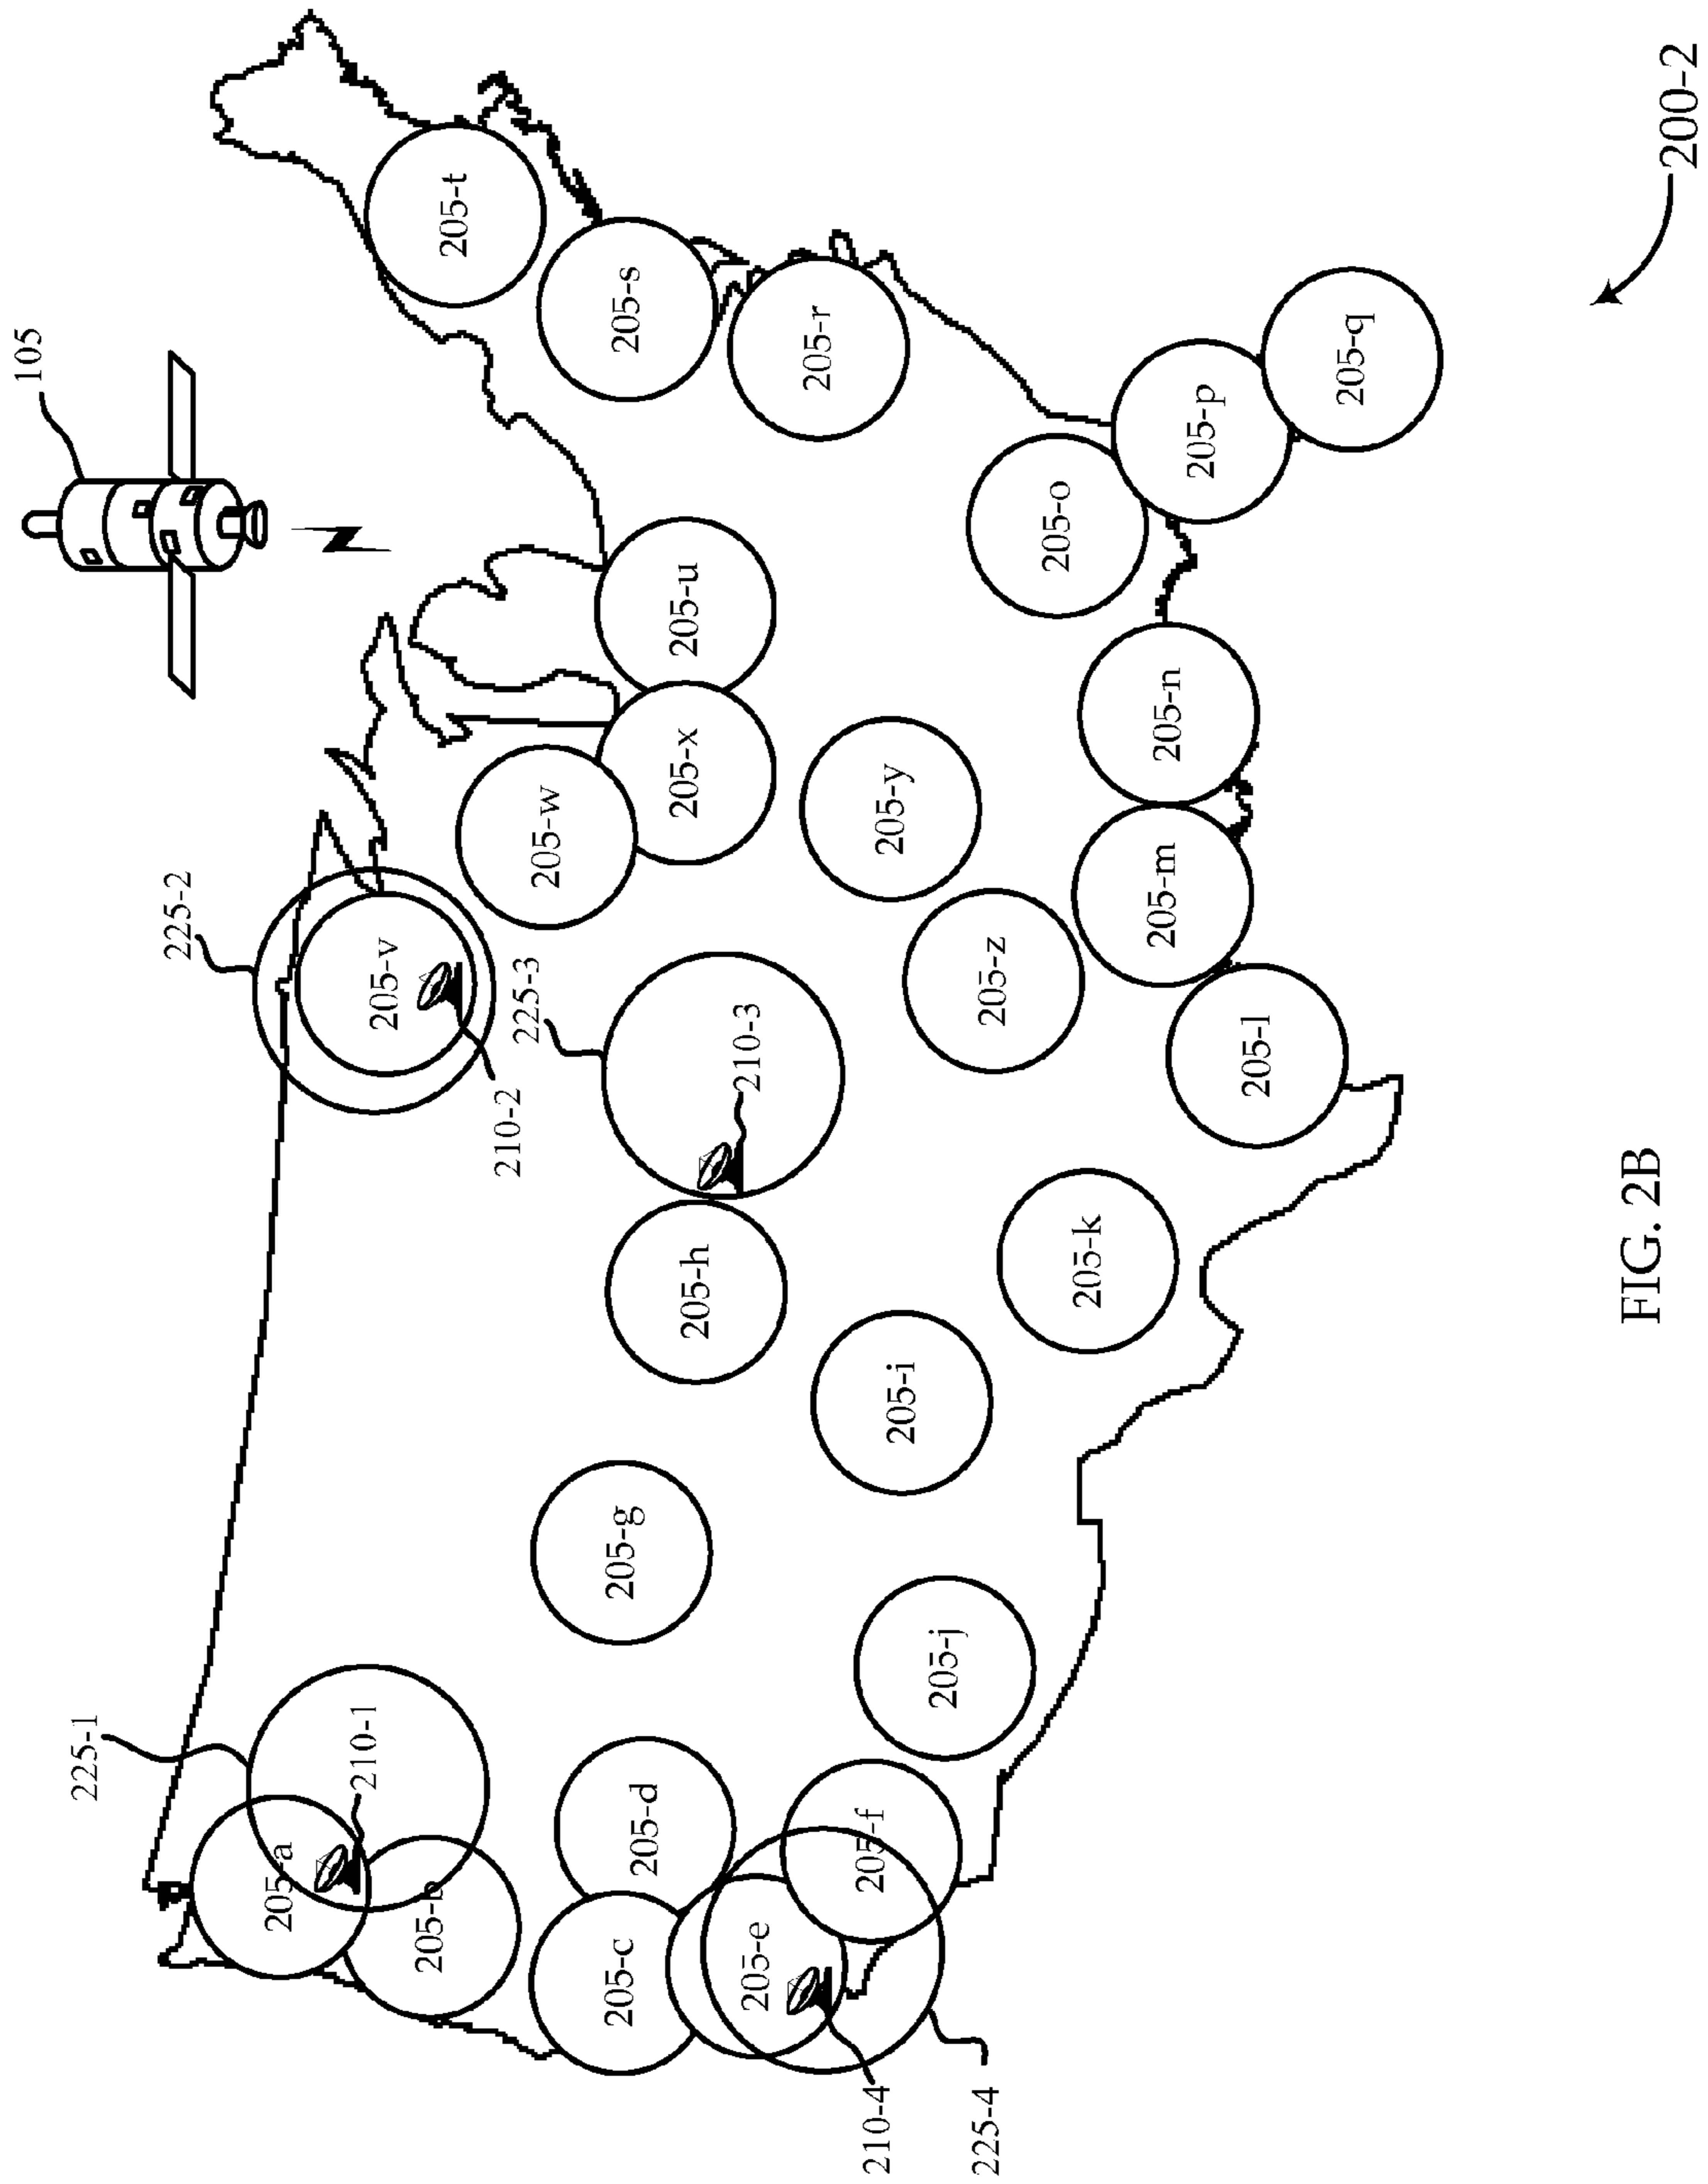 105
225-1
225-2
225-3
225-4
210-1
210-2
210-3
210-4
205-a
205-b
205-c
205-d
205-e
205-f
205-g
205-h
205-i
205-j
205-k
205-l
205-m
205-n
205-o
205-p
205-q
205-r
205-s
205-t
205-u
205-v
205-w
205-x
205-y
205-z
200-2
FIG. 2B